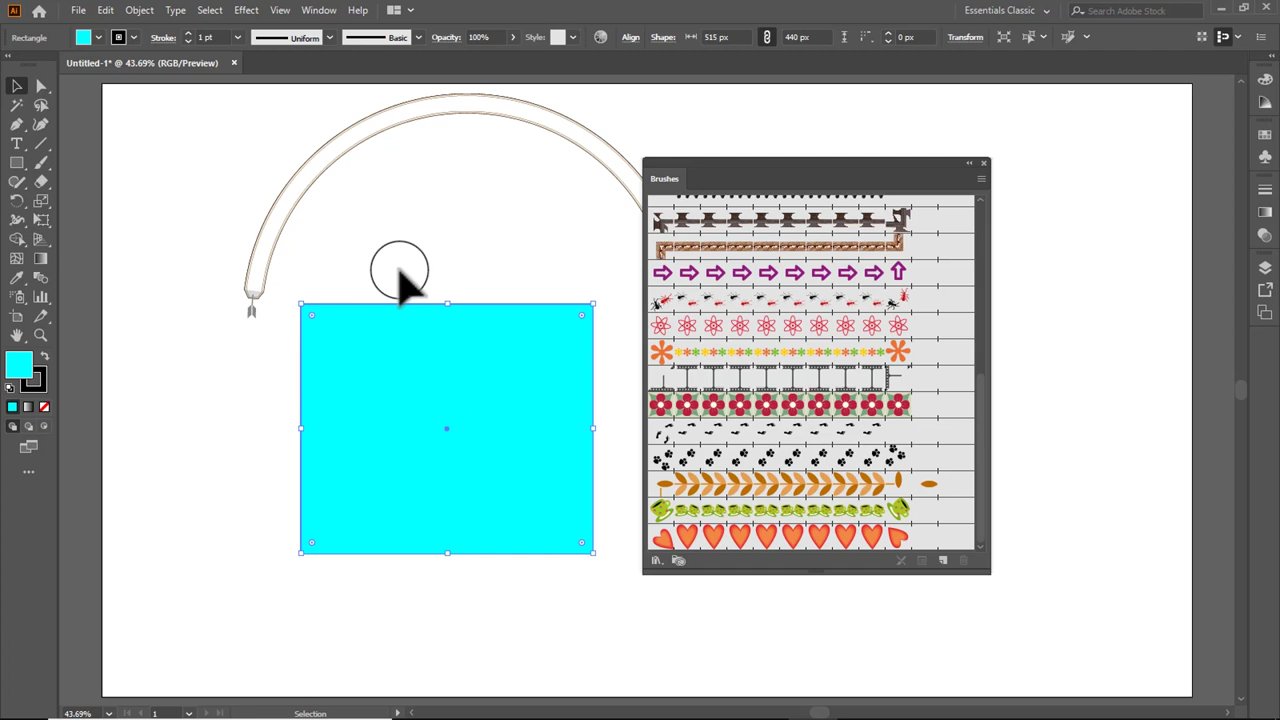 Ai File Edit Object Type Select Effect View Window Help Essentials Classic Search Adobe Stock
Rectangle Stroke: 1 pt Uniform Basic Opacity: 100% Style: Align Shape: 515 px 440 px 0 px Transform
Untitled-1* @ 43.69% (RGB/Preview)
Brushes
43.69% 1 Selection